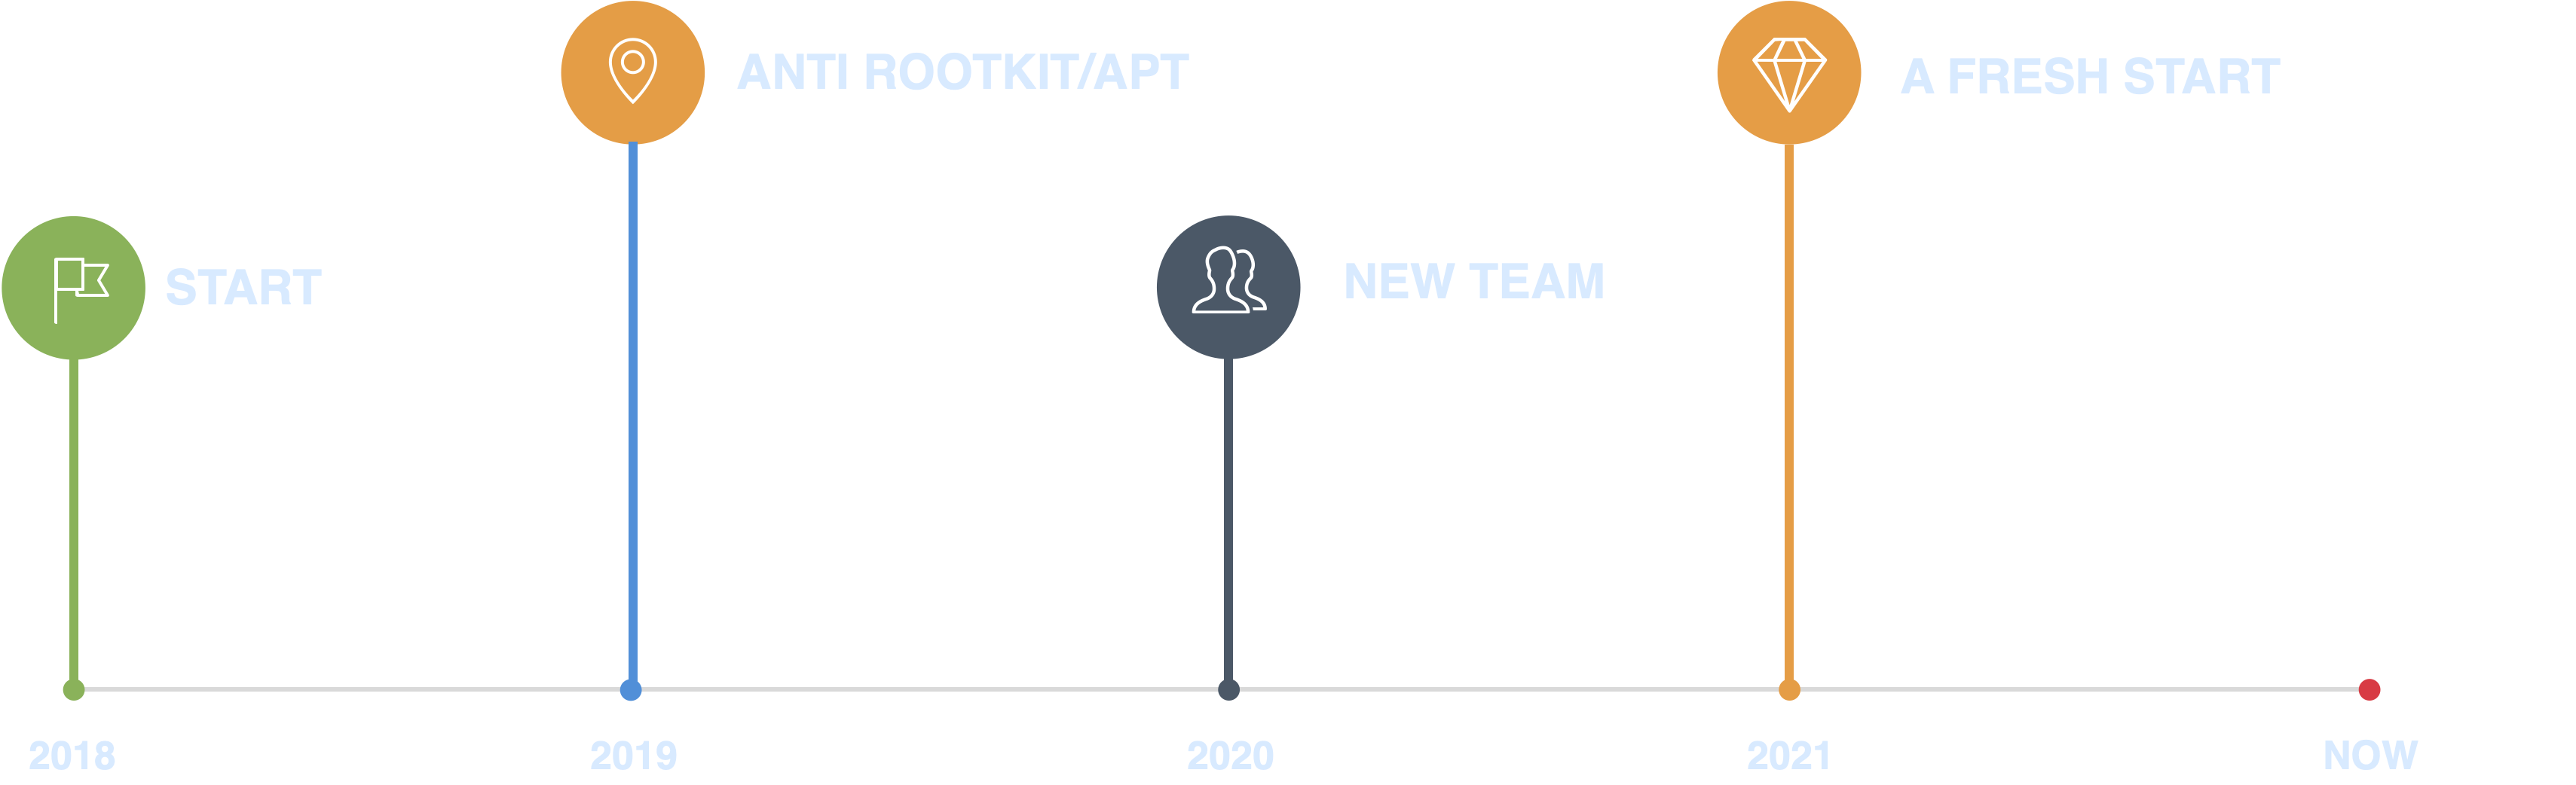 ANTI ROOTKIT/APT
A FRESH START
START
NEW TEAM
2018
2019
2020
2021
NOW